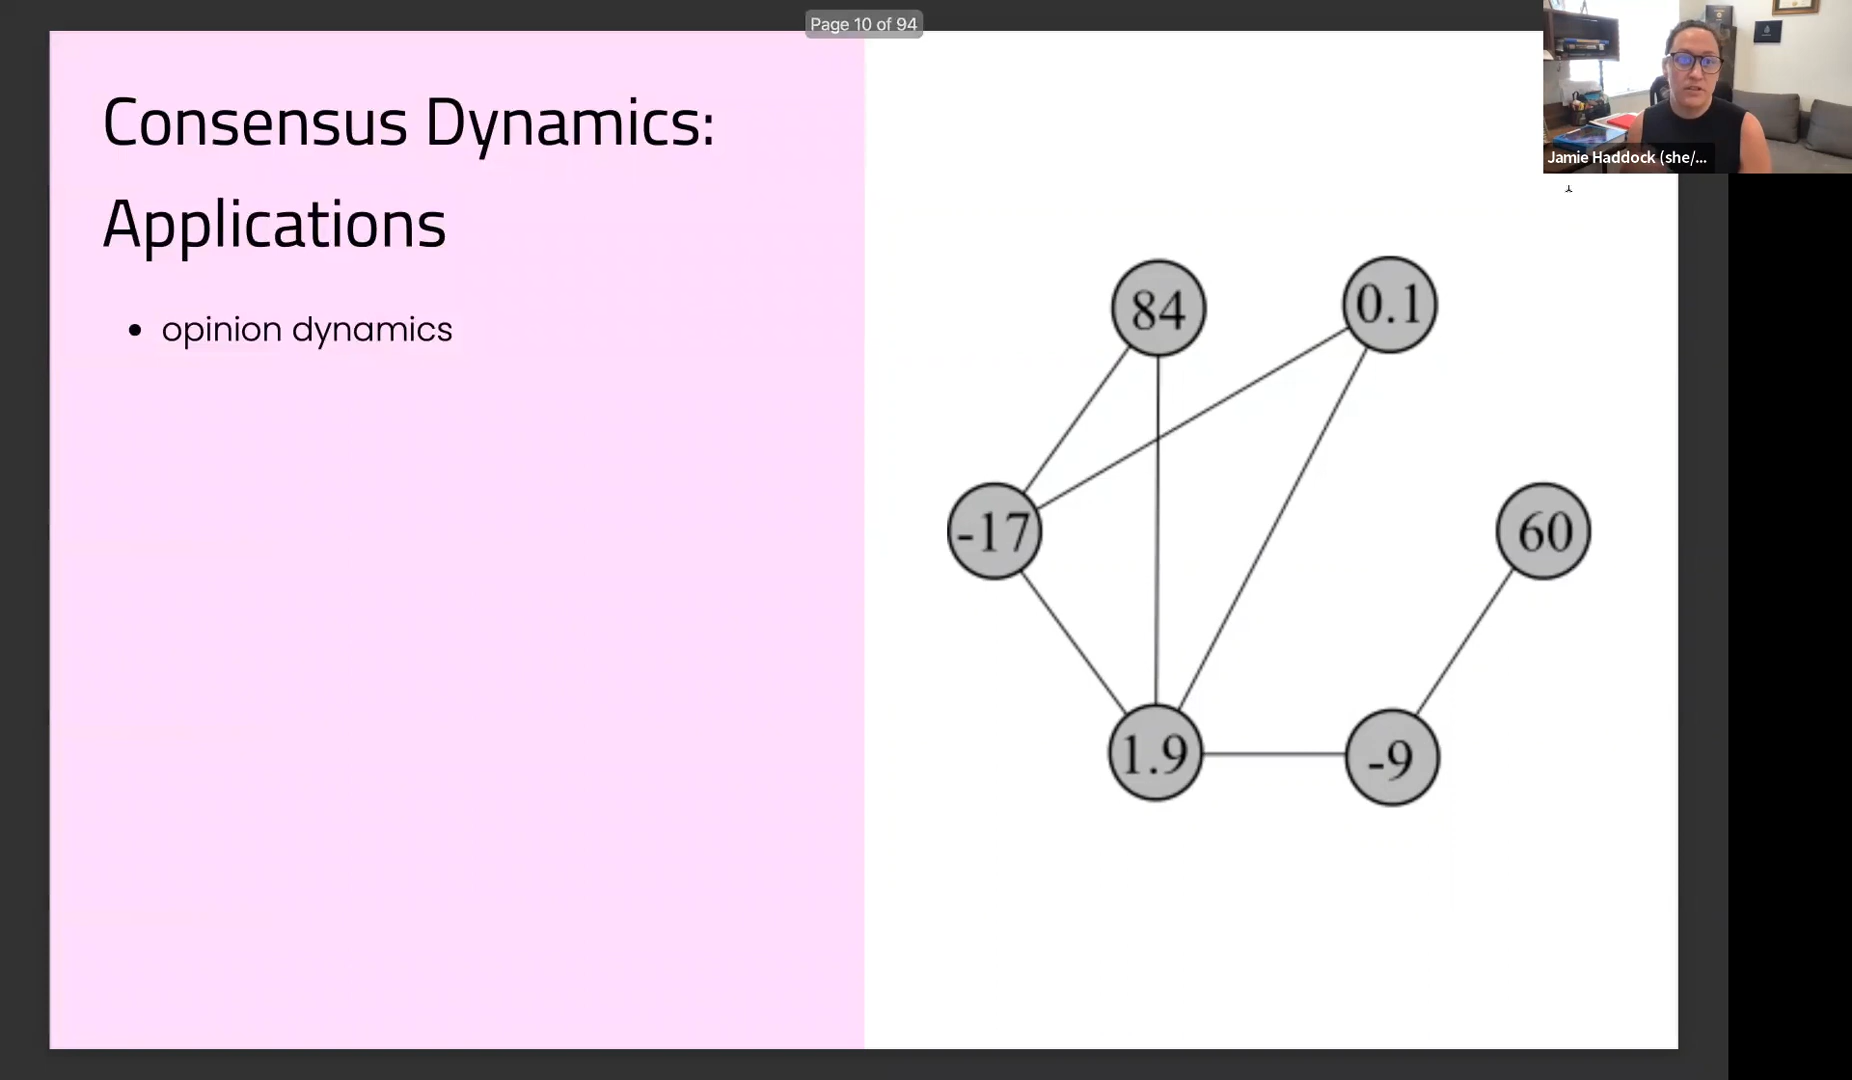 Page 10 of 94
Consensus Dynamics:
Applications
• opinion dynamics
84
0.1
-17
60
1.9
-9
Jamie Haddock (she/...